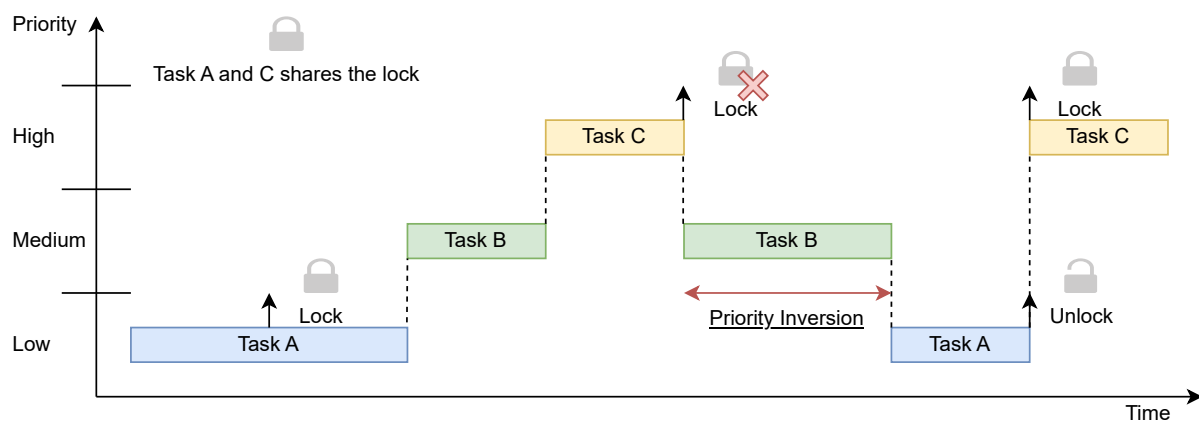 Priority
Task A and C shares the lock
Lock
Lock
High
Task C
Task C
Medium
Task B
Task B
Lock
Priority Inversion
Unlock
Low
Task A
Task A
Time